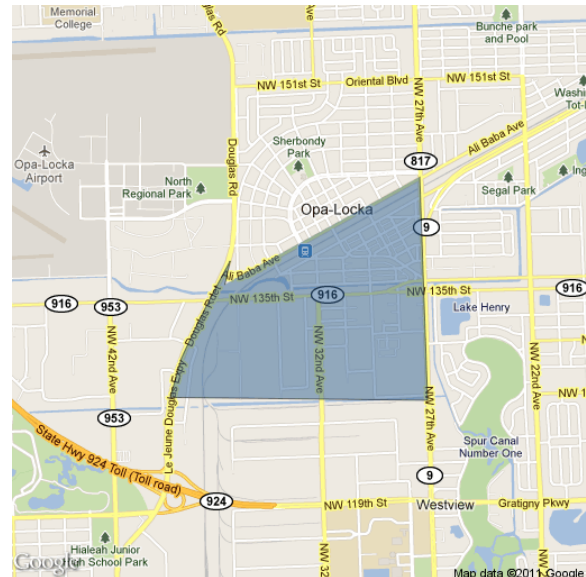 Memorial
College
Douglas Rd
NW 27th Ave
Bunche park
and Pool
NW 151st St
Oriental Blvd
NW 151st St
Sherbondy
Park
Ali Baba Ave
817
Opa-Locka
Airport
North
Regional Park
Douglas Rd
Segal Park
Opa-Locka
9
Ali Baba Ave
916
953
NW 135th St
916
NW 135th St
916
Lake Henry
NW 42nd Ave
Douglas Rdet
NW 32nd Ave
NW 27th Ave
NW 22nd Ave
953
Le Jeune Douglas Expy
State Hwy 924 Toll (Toll road)
Spur Canal
Number One
9
924
NW 119th St
Westview
Gratigny Pkwy
Hialeah Junior
High School Park
Google
Map data ©2011 Google